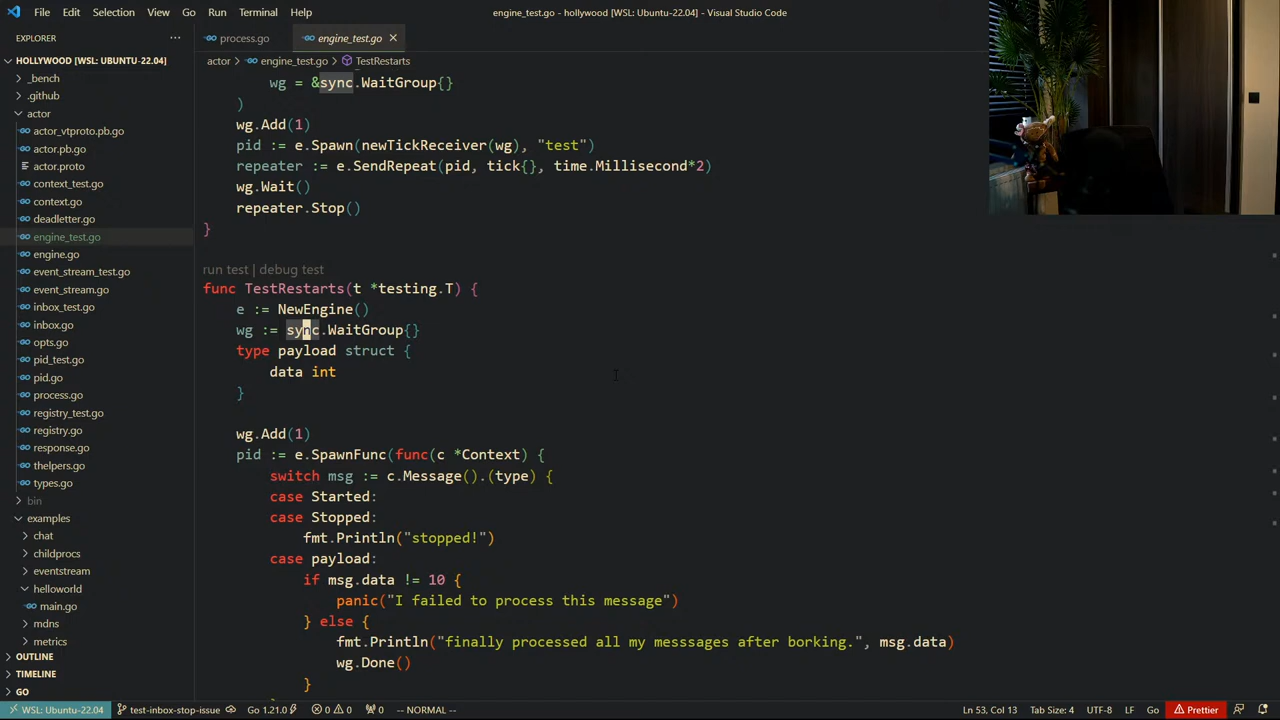 File Edit Selection View Go Run Terminal Help
engine_test.go - hollywood [WSL: Ubuntu-22.04] - Visual Studio Code
EXPLORER
HOLLYWOOD [WSL: UBUNTU-22.04]
_bench
.github
actor
actor_vtproto.pb.go
actor.pb.go
actor.proto
context_test.go
context.go
deadletter.go
engine_test.go
engine.go
event_stream_test.go
event_stream.go
inbox_test.go
inbox.go
opts.go
pid_test.go
pid.go
process.go
registry_test.go
registry.go
response.go
thelpers.go
types.go
bin
examples
chat
childprocs
eventstream
helloworld
main.go
mdns
metrics
OUTLINE
TIMELINE
GO
process.go engine_test.go
actor > engine_test.go > TestRestarts
wg = &sync.WaitGroup{}
)
wg.Add(1)
pid := e.Spawn(newTickReceiver(wg), "test")
repeater := e.SendRepeat(pid, tick{}, time.Millisecond*2)
wg.Wait()
repeater.Stop()
}
run test | debug test
func TestRestarts(t *testing.T) {
e := NewEngine()
wg := sync.WaitGroup{}
type payload struct {
data int
}
wg.Add(1)
pid := e.SpawnFunc(func(c *Context) {
switch msg := c.Message().(type) {
case Started:
case Stopped:
fmt.Println("stopped!")
case payload:
if msg.data != 10 {
panic("I failed to process this message")
} else {
fmt.Println("finally processed all my messsages after borking.", msg.data)
wg.Done()
}
WSL: Ubuntu-22.04 test-inbox-stop-issue Go 1.21.0 0 0 0 -- NORMAL -- Ln 53, Col 13 Tab Size: 4 UTF-8 LF Go Prettier